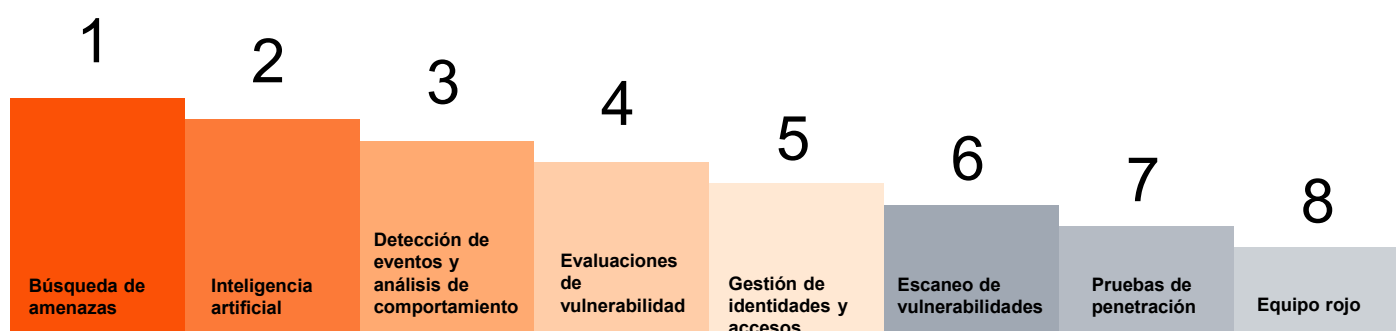 1
2
3
4
5
6
7
8
Búsqueda de
amenazas
Inteligencia
artificial
Detección de
eventos y
análisis de
comportamiento
Evaluaciones
de
vulnerabilidad
Gestión de
identidades y
accesos
Escaneo de
vulnerabilidades
Pruebas de
penetración
Equipo rojo